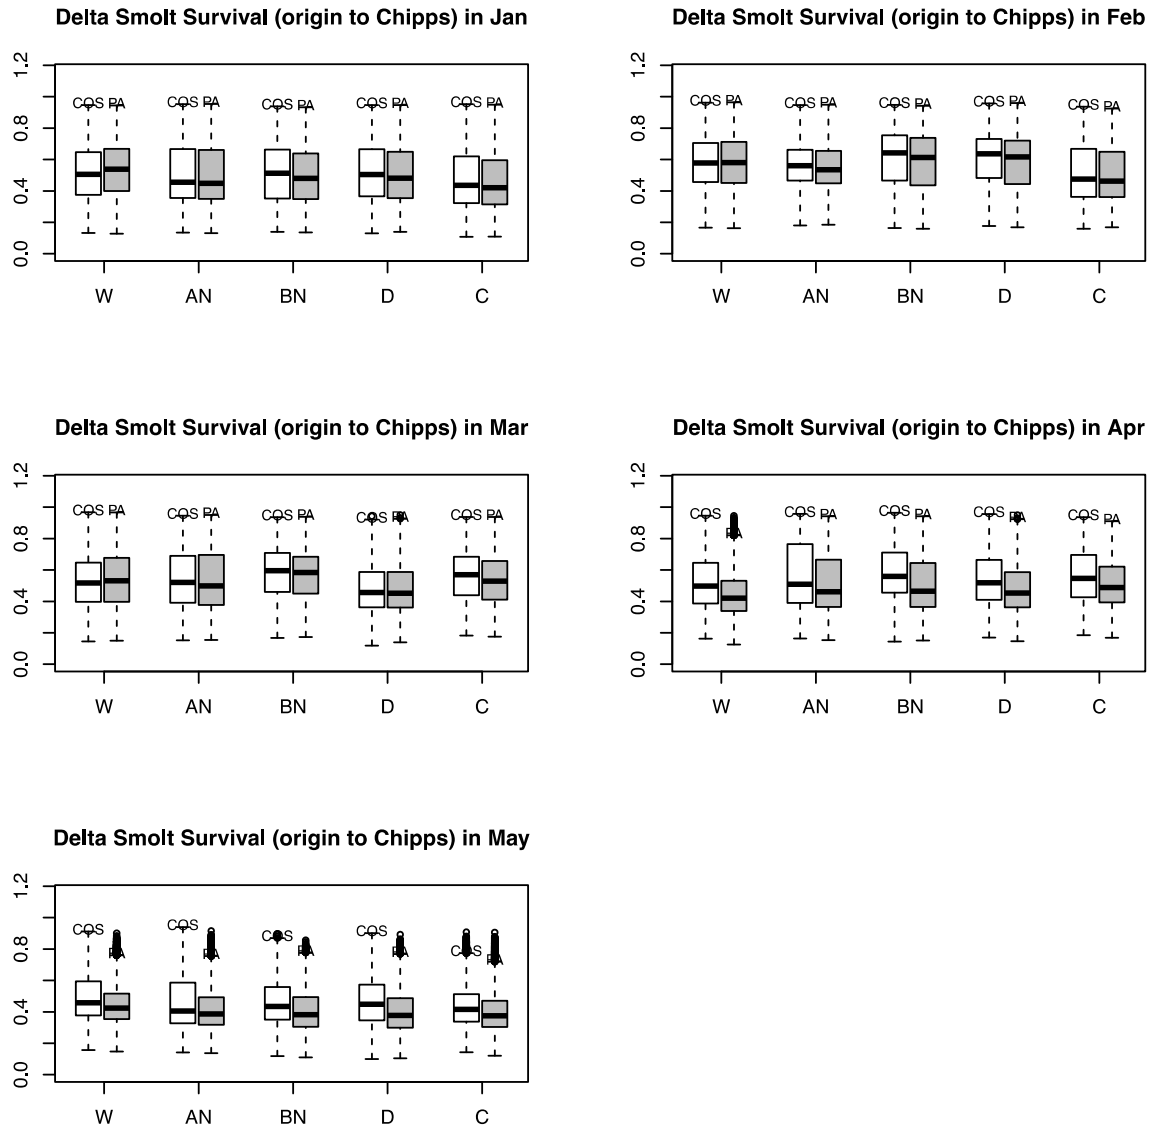 Delta Smolt Survival (origin to Chipps) in Jan
1.2
0.8
0.4
0.0
COS PA COS PA COS PA COS PA COS PA
W AN BN D C
Delta Smolt Survival (origin to Chipps) in Feb
1.2
0.8
0.4
0.0
COS PA COS PA COS PA COS PA COS PA
W AN BN D C
Delta Smolt Survival (origin to Chipps) in Mar
1.2
0.8
0.4
0.0
COS PA COS PA COS PA COS PA COS PA
W AN BN D C
Delta Smolt Survival (origin to Chipps) in Apr
1.2
0.8
0.4
0.0
COS PA COS PA COS PA COS PA COS PA
W AN BN D C
Delta Smolt Survival (origin to Chipps) in May
1.2
0.8
0.4
0.0
COS PA COS PA COS PA COS PA COS PA
W AN BN D C